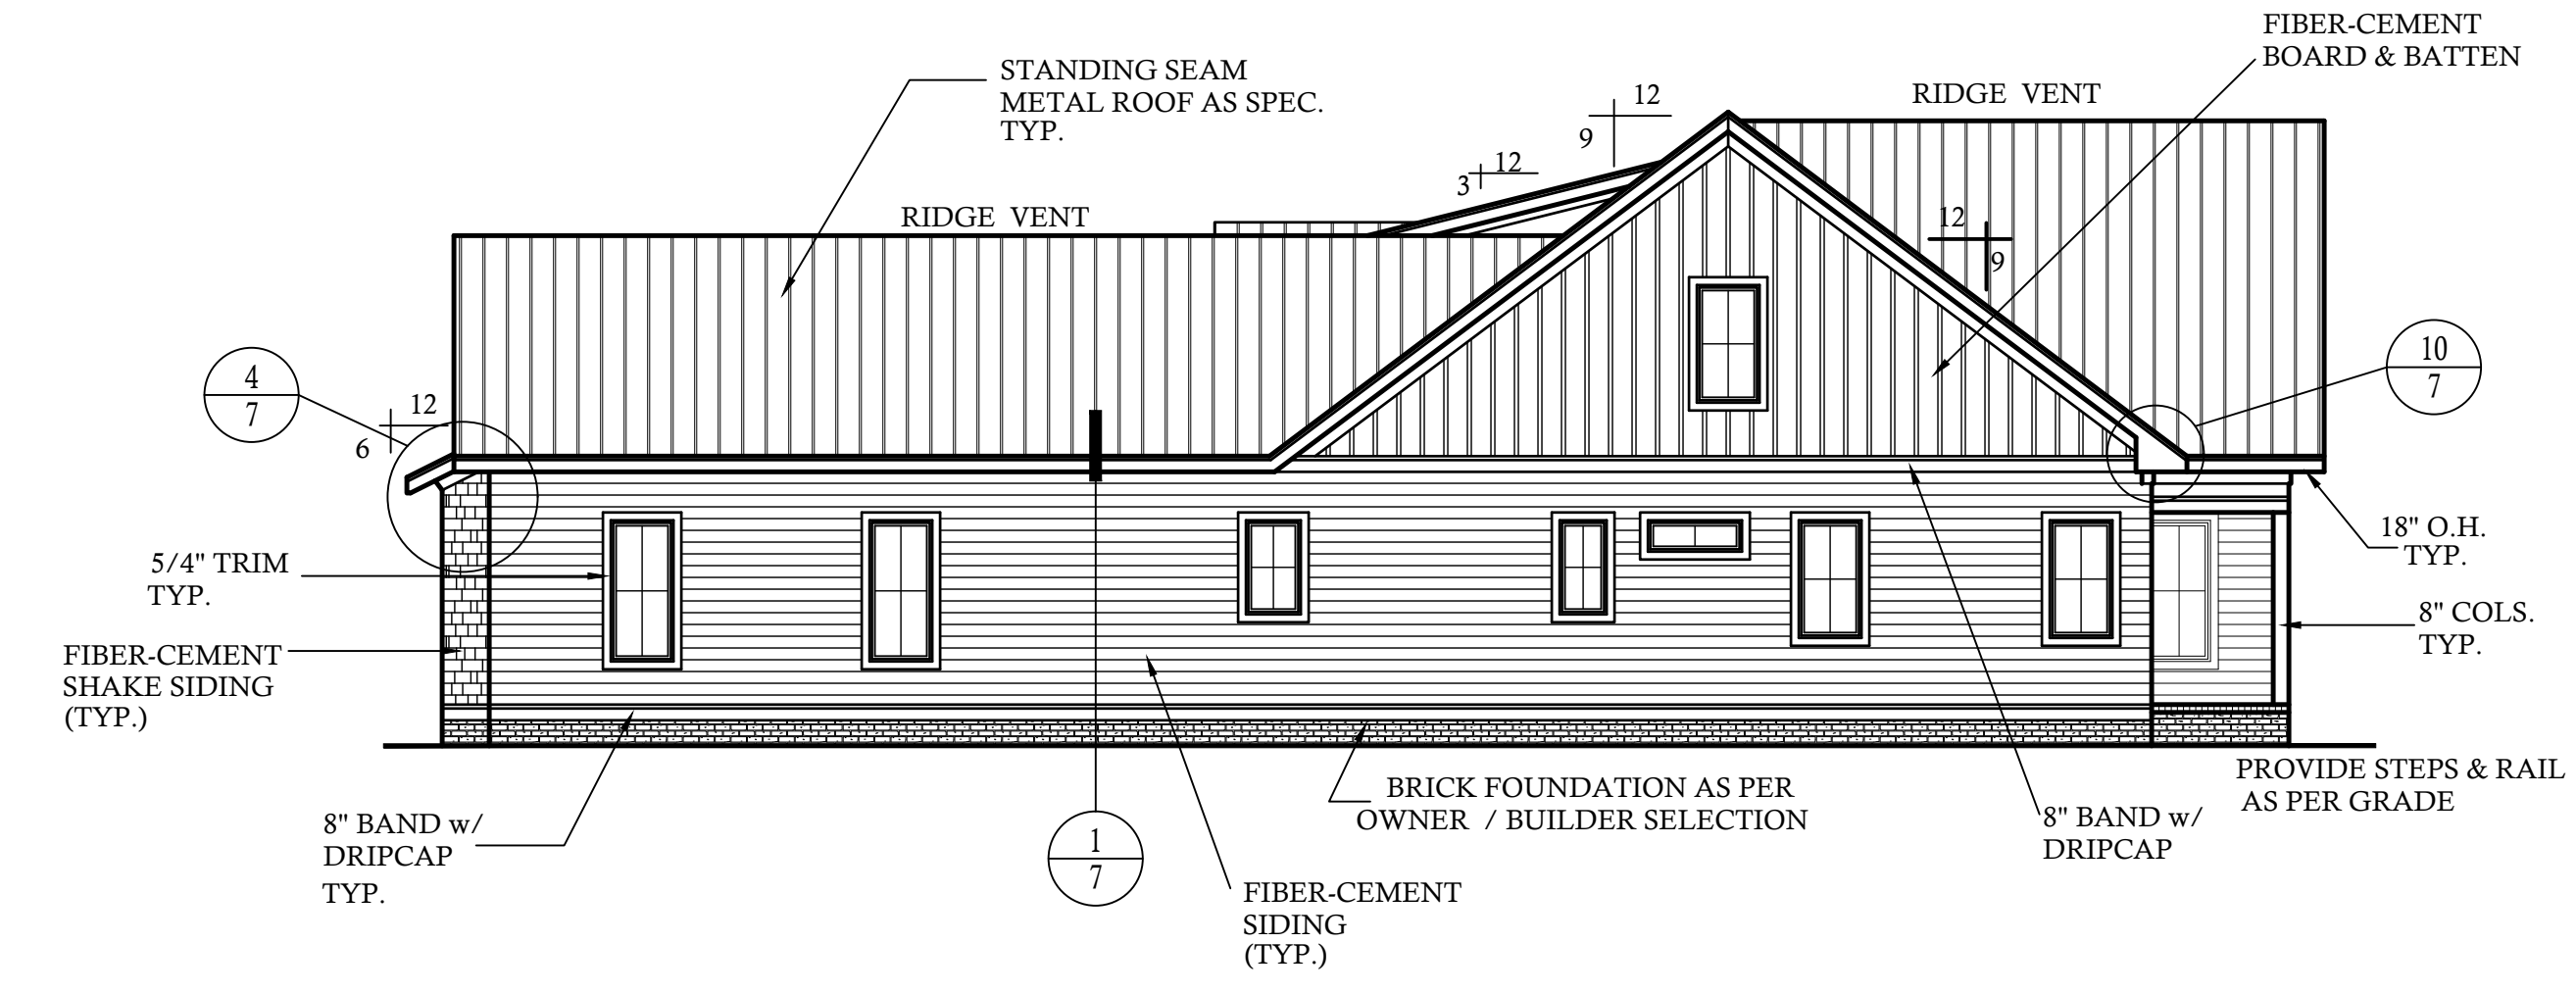 FIBER-CEMENT
BOARD & BATTEN
STANDING SEAM
METAL ROOF AS SPEC.
TYP.
RIDGE  VENT
12
9
12
3
RIDGE  VENT
12
9
10
7
4
7
12
6
18" O.H.
TYP.
5/4" TRIM
TYP.
8" COLS.
TYP.
FIBER-CEMENT
SHAKE SIDING
(TYP.)
PROVIDE STEPS & RAIL
AS PER GRADE
BRICK FOUNDATION AS PER
OWNER  / BUILDER SELECTION
8" BAND w/
DRIPCAP
8" BAND w/
DRIPCAP
TYP.
1
7
FIBER-CEMENT
SIDING
(TYP.)